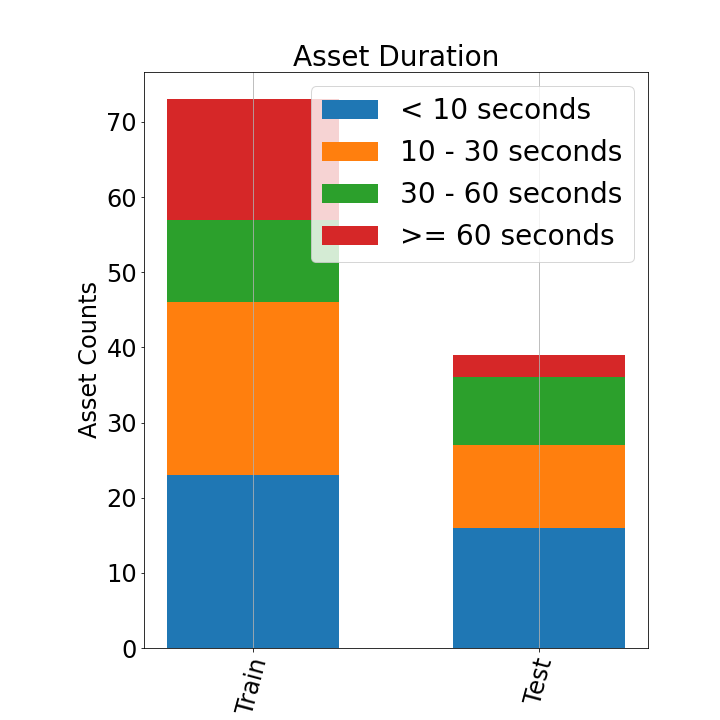 Asset Duration
70
60
50
40
30
20
10
0
Asset Counts
< 10 seconds
10 - 30 seconds
30 - 60 seconds
>= 60 seconds
Train
Test